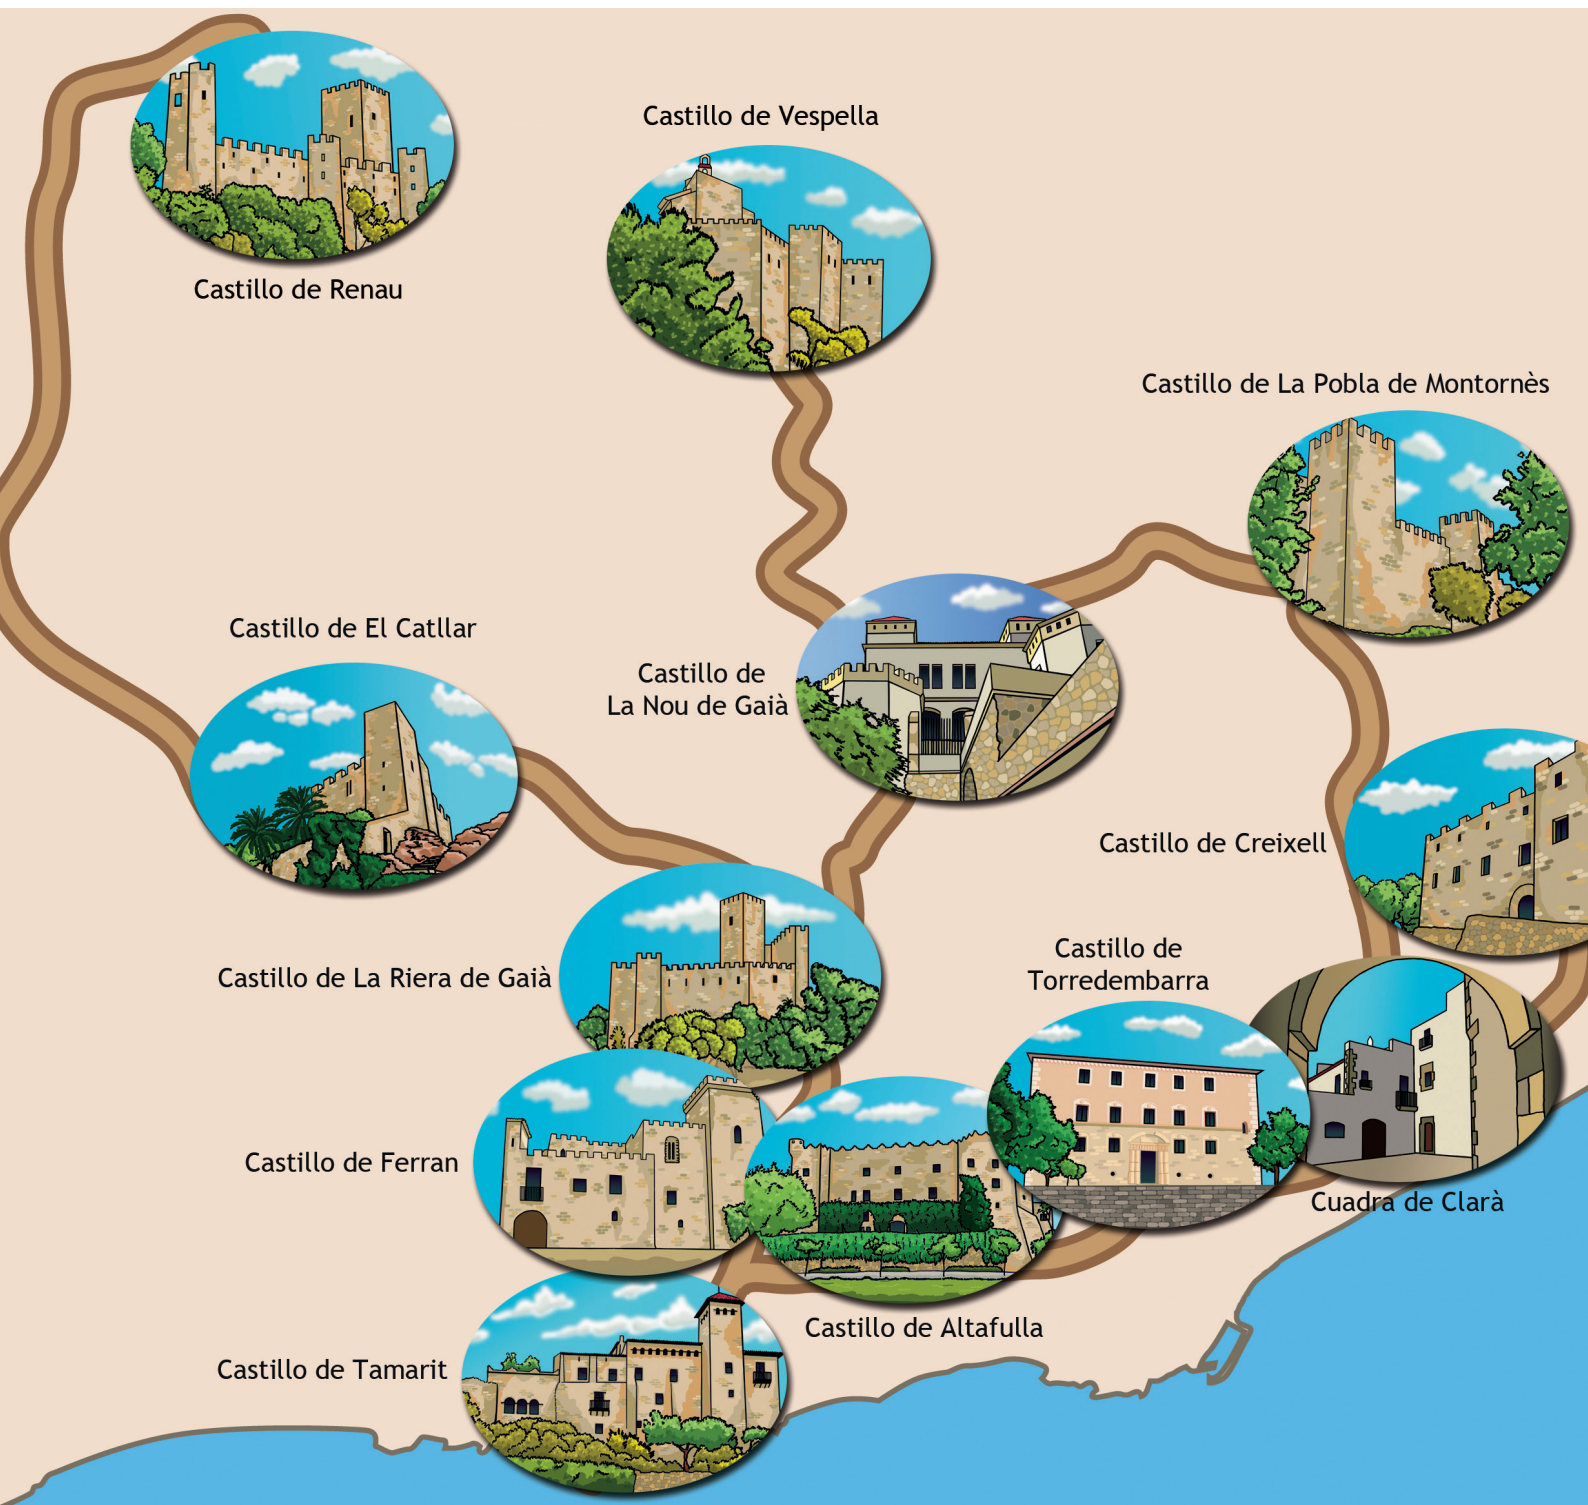 Castillo de Vespella
Castillo de Renau
Castillo de La Pobla de Montornès
Castillo de El Catllar
Castillo de
La Nou de Gaià
Castillo de Creixell
Castillo de La Riera de Gaià
Castillo de
Torredembarra
Castillo de Ferran
Cuadra de Clarà
Castillo de Altafulla
Castillo de Tamarit